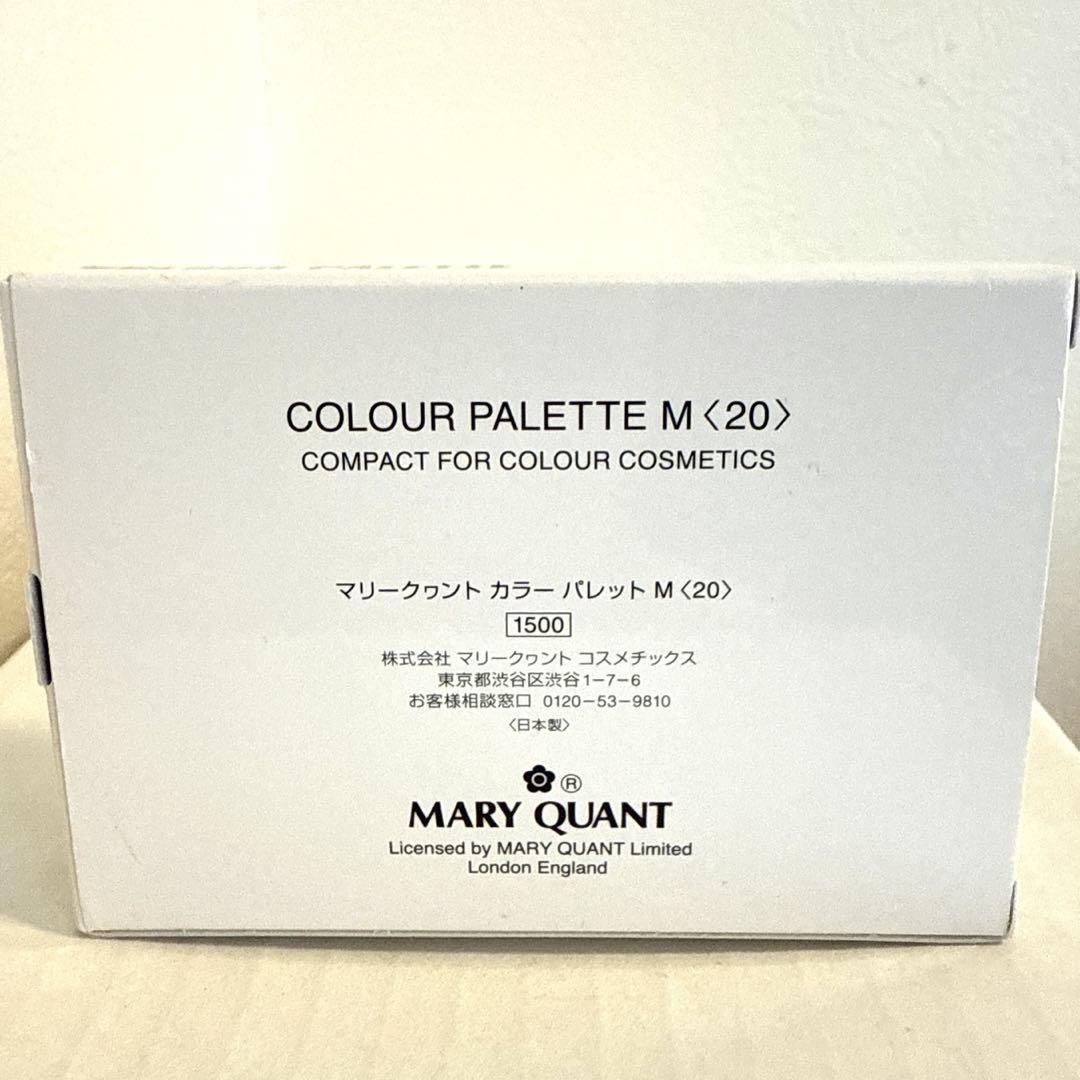 COLOUR PALETTE M〈20〉
COMPACT FOR COLOUR COSMETICS
マリークヮント カラー パレット M〈20〉
1500
株式会社 マリークヮント コスメチックス
東京都渋谷区渋谷1-7-6
お客様相談窓口 0120-53-9810
〈日本製〉
®
MARY QUANT
Licensed by MARY QUANT Limited
London England